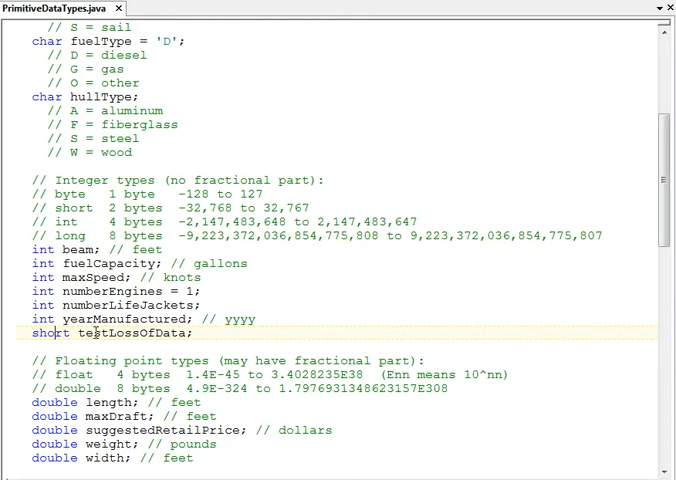 PrimitiveDataTypes.java
// S = sail
char fuelType = 'D';
// D = diesel
// G = gas
// O = other
char hullType;
// A = aluminum
// F = fiberglass
// S = steel
// W = wood
// Integer types (no fractional part):
// byte 1 byte -128 to 127
// short 2 bytes -32,768 to 32,767
// int 4 bytes -2,147,483,648 to 2,147,483,647
// long 8 bytes -9,223,372,036,854,775,808 to 9,223,372,036,854,775,807
int beam; // feet
int fuelCapacity; // gallons
int maxSpeed; // knots
int numberEngines = 1;
int numberLifeJackets;
int yearManufactured; // yyyy
short testLossOfData;
// Floating point types (may have fractional part):
// float 4 bytes 1.4E-45 to 3.4028235E38 (Enn means 10^nn)
// double 8 bytes 4.9E-324 to 1.7976931348623157E308
double length; // feet
double maxDraft; // feet
double suggestedRetailPrice; // dollars
double weight; // pounds
double width; // feet